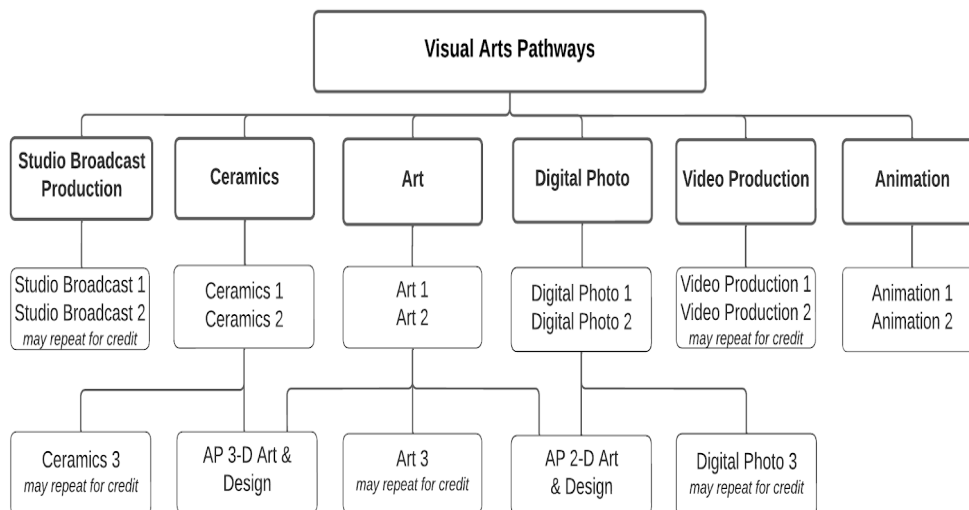 Visual Arts Pathways
Studio Broadcast
Production
Ceramics
Art
Digital Photo
Video Production
Animation
Studio Broadcast 1
Studio Broadcast 2
may repeat for credit
Ceramics 1
Ceramics 2
Art 1
Art 2
Digital Photo 1
Digital Photo 2
Video Production 1
Video Production 2
may repeat for credit
Animation 1
Animation 2
Ceramics 3
may repeat for credit
AP 3-D Art &
Design
Art 3
may repeat for credit
AP 2-D Art
& Design
Digital Photo 3
may repeat for credit